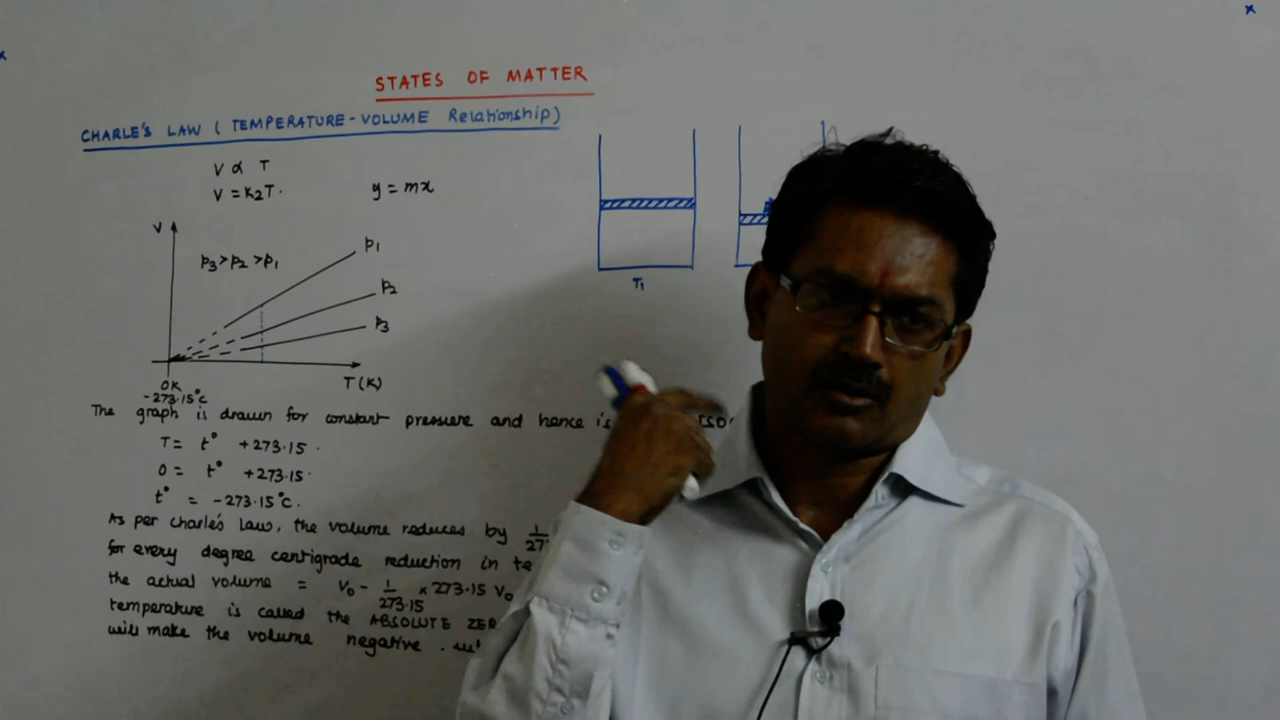 STATES OF MATTER
CHARLE'S LAW ( TEMPERATURE - VOLUME Relationship)
V ∝ T
V = K₂T.
y = mx
V
P₃ > P₂ > P₁
P₁
P₂
P₃
T (K)
0K
-273.15°C
T₁
The graph is drawn for constant pressure and hence is
T = t° + 273.15.
0 = t° + 273.15.
t° = -273.15°C.
As per Charle's Law, the volume reduces by
for every degree centigrade reduction in
the actual volume = V₀ - 1/273.15 × 273.15 V₀
temperature is called the ABSOLUTE
will make the volume negative.